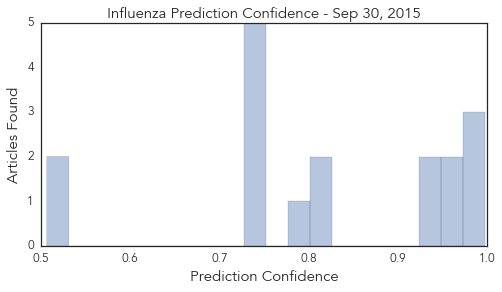 Influenza Prediction Confidence - Sep 30, 2015
Articles Found
5
4
3
2
1
0
0.5 0.6 0.7 0.8 0.9 1.0
Prediction Confidence